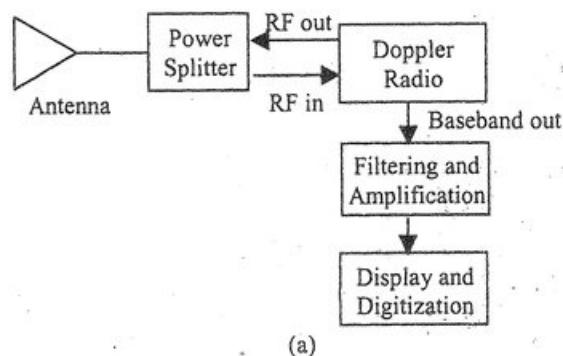 RF out
Power
Splitter
Doppler
Radio
Antenna
RF in
Baseband out
Filtering and
Amplification
Display and
Digitization
(a)